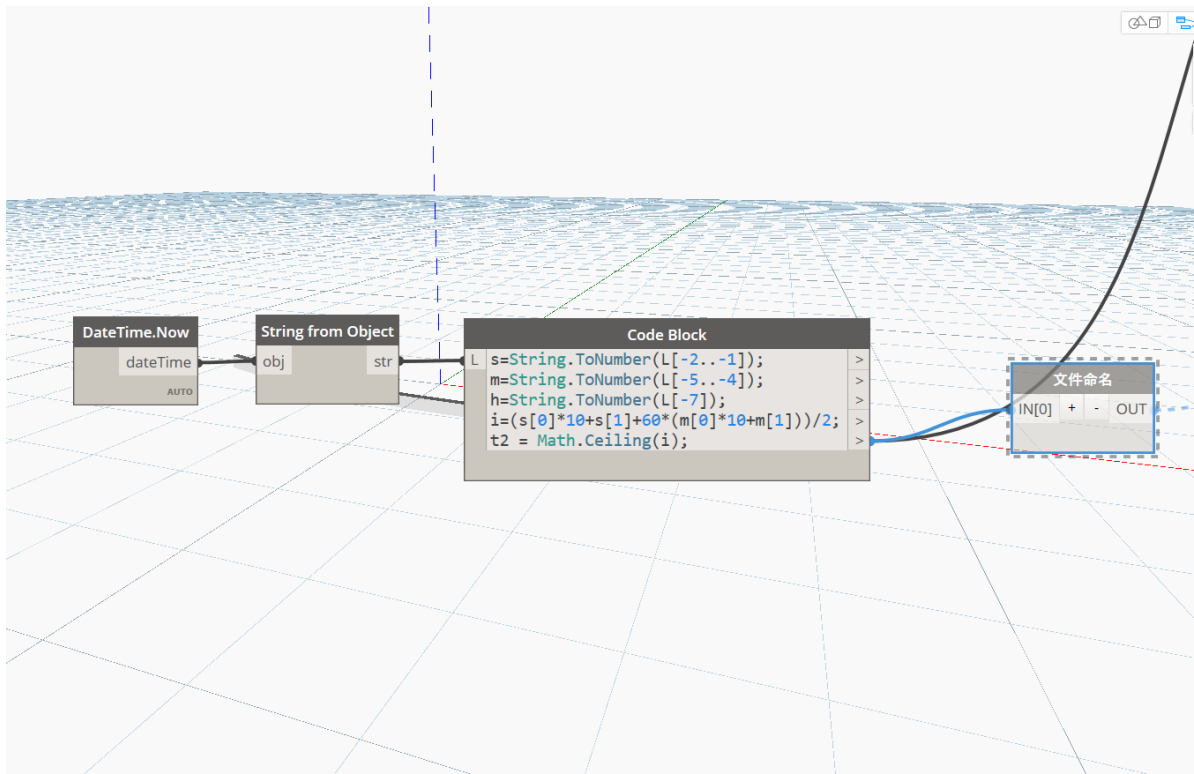 DateTime.Now
dateTime
AUTO
String from Object
obj
str
Code Block
L
s=String.ToNumber(L[-2..-1]);
>
m=String.ToNumber(L[-5..-4]);
>
h=String.ToNumber(L[-7]);
>
i=(s[0]*10+s[1]+60*(m[0]*10+m[1]))/2;
>
t2 = Math.Ceiling(i);
>
文件命名
IN[0]
+
-
OUT